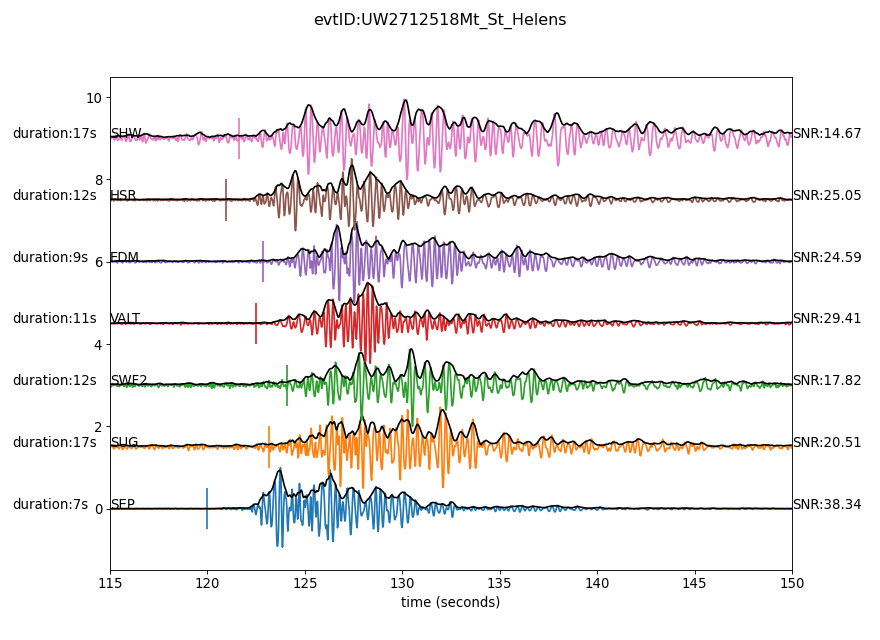 evtID:UW2712518Mt_St_Helens
10
duration:17s SHW SNR:14.67
8
duration:12s HSR SNR:25.05
duration:9s EDM SNR:24.59
6
duration:11s VALT SNR:29.41
4
duration:12s SWF2 SNR:17.82
2
duration:17s SUG SNR:20.51
duration:7s SEP SNR:38.34
0
115 120 125 130 135 140 145 150
time (seconds)